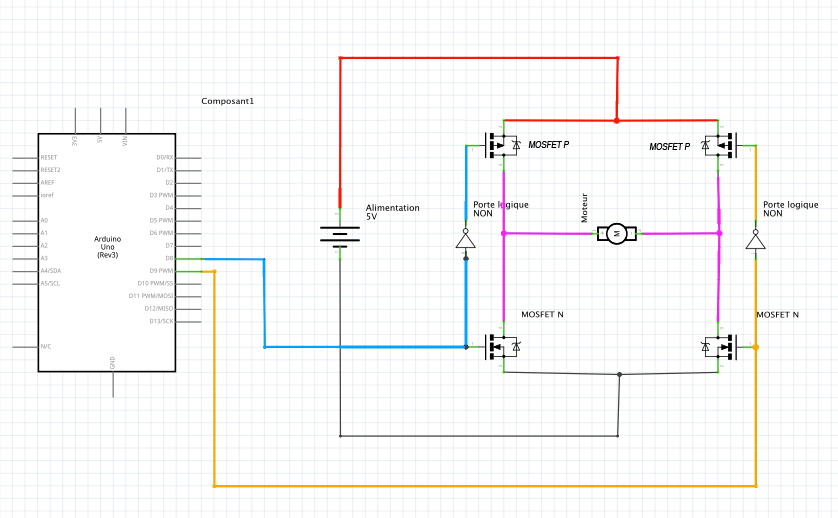 Composant1
3V3
5V
VIN
RESET
RESET2
AREF
ioref
A0
A1
A2
A3
A4/SDA
A5/SCL
N/C
Arduino
Uno
(Rev3)
D0/RX
D1/TX
D2
D3 PWM
D4
D5 PWM
D6 PWM
D7
D8
D9 PWM
D10 PWM/SS
D11 PWM/MOSI
D12/MISO
D13/SCK
GND
Alimentation
5V
MOSFET P
MOSFET P
Porte logique
NON
Moteur
M
Porte logique
NON
MOSFET N
MOSFET N